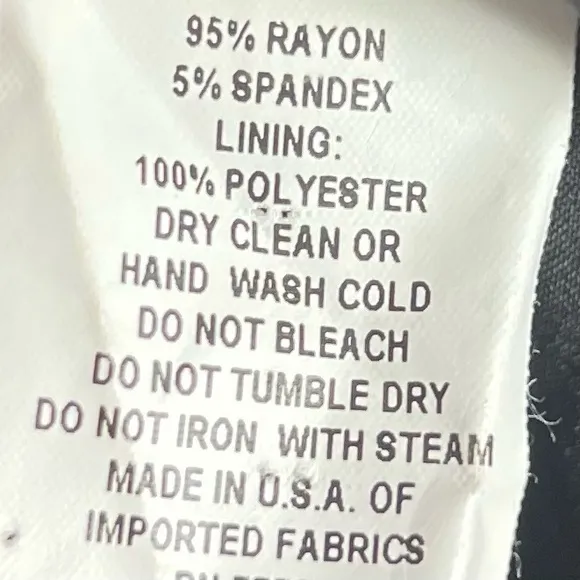 95% RAYON
5% SPANDEX
LINING:
100% POLYESTER
DRY CLEAN OR
HAND WASH COLD
DO NOT BLEACH
DO NOT TUMBLE DRY
DO NOT IRON WITH STEAM
MADE IN U.S.A. OF
IMPORTED FABRICS